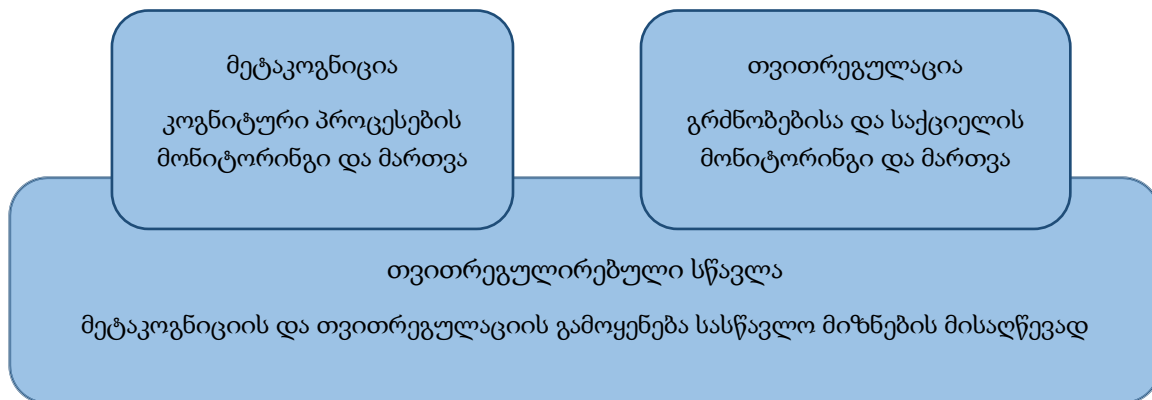 მეტაკოგნიცია
კოგნიტური პროცესების
მონიტორინგი და მართვა
თვითრეგულაცია
გრძნობებისა და საქციელის
მონიტორინგი და მართვა
თვითრეგულირებული სწავლა
მეტაკოგნიციის და თვითრეგულაციის გამოყენება სასწავლო მიზნების მისაღწევად